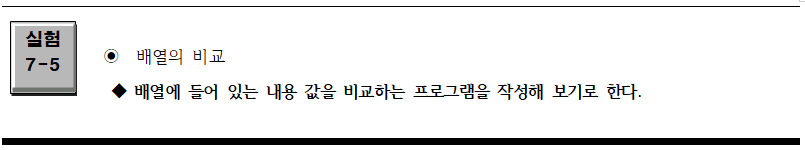 실험
7-5
◉ 배열의 비교
◆ 배열에 들어 있는 내용 값을 비교하는 프로그램을 작성해 보기로 한다.